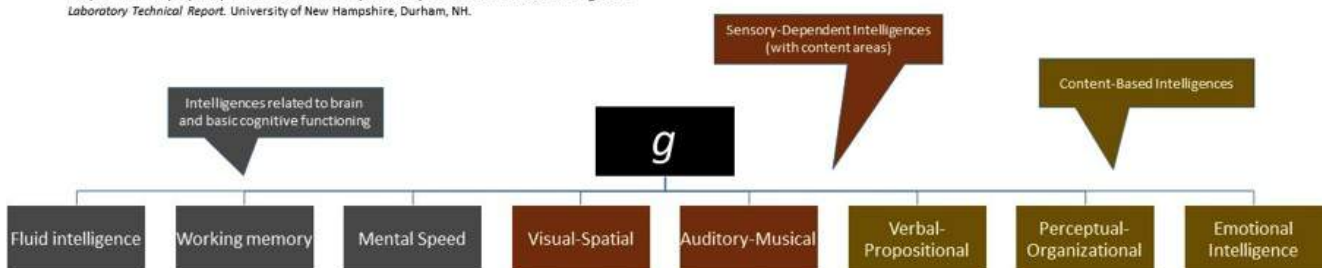 Laboratory Technical Report. University of New Hampshire, Durham, NH.
Sensory-Dependent Intelligences
(with content areas)
Content-Based Intelligences
Intelligences related to brain
and basic cognitive functioning
g
Fluid intelligence
Working memory
Mental Speed
Visual-Spatial
Auditory-Musical
Verbal-
Propositional
Perceptual-
Organizational
Emotional
Intelligence